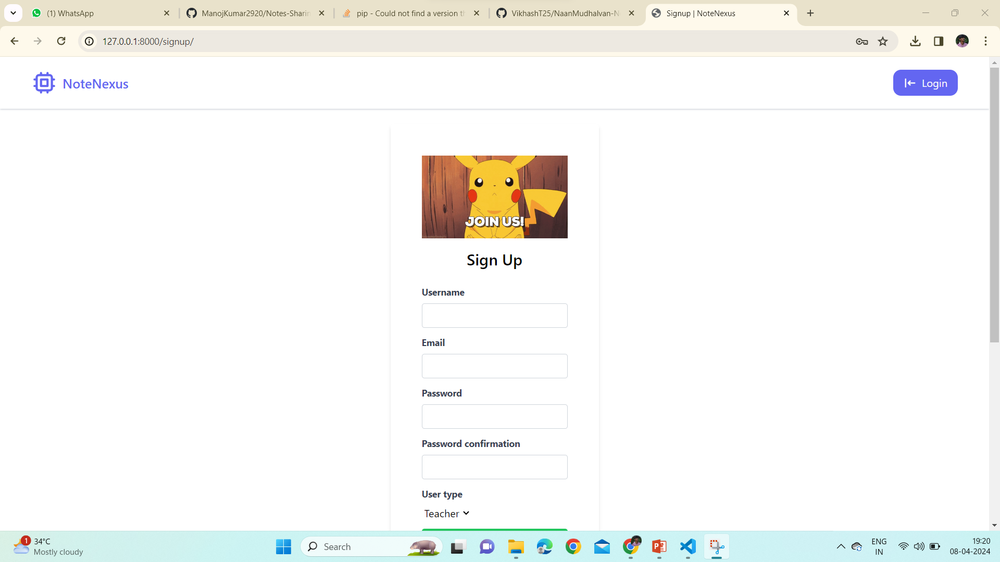 (1) WhatsApp
ManojKumar2920/Notes-Sharin
pip - Could not find a version th
VikhashT25/NaanMudhalvan-N
Signup | NoteNexus
127.0.0.1:8000/signup/
NoteNexus
Login
JOIN US!
Sign Up
Username
Email
Password
Password confirmation
User type
Teacher
1
34°C
Mostly cloudy
Search
ENG
IN
19:20
08-04-2024